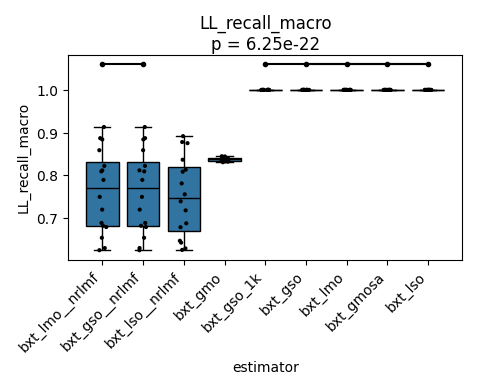 LL_recall_macro
p = 6.25e-22
LL_recall_macro
1.0
0.9
0.8
0.7
bxt_lmo__nrlmf
bxt_gso__nrlmf
bxt_lso__nrlmf
bxt_gmo
bxt_gso_1k
bxt_gso
bxt_lmo
bxt_gmosa
bxt_lso
estimator